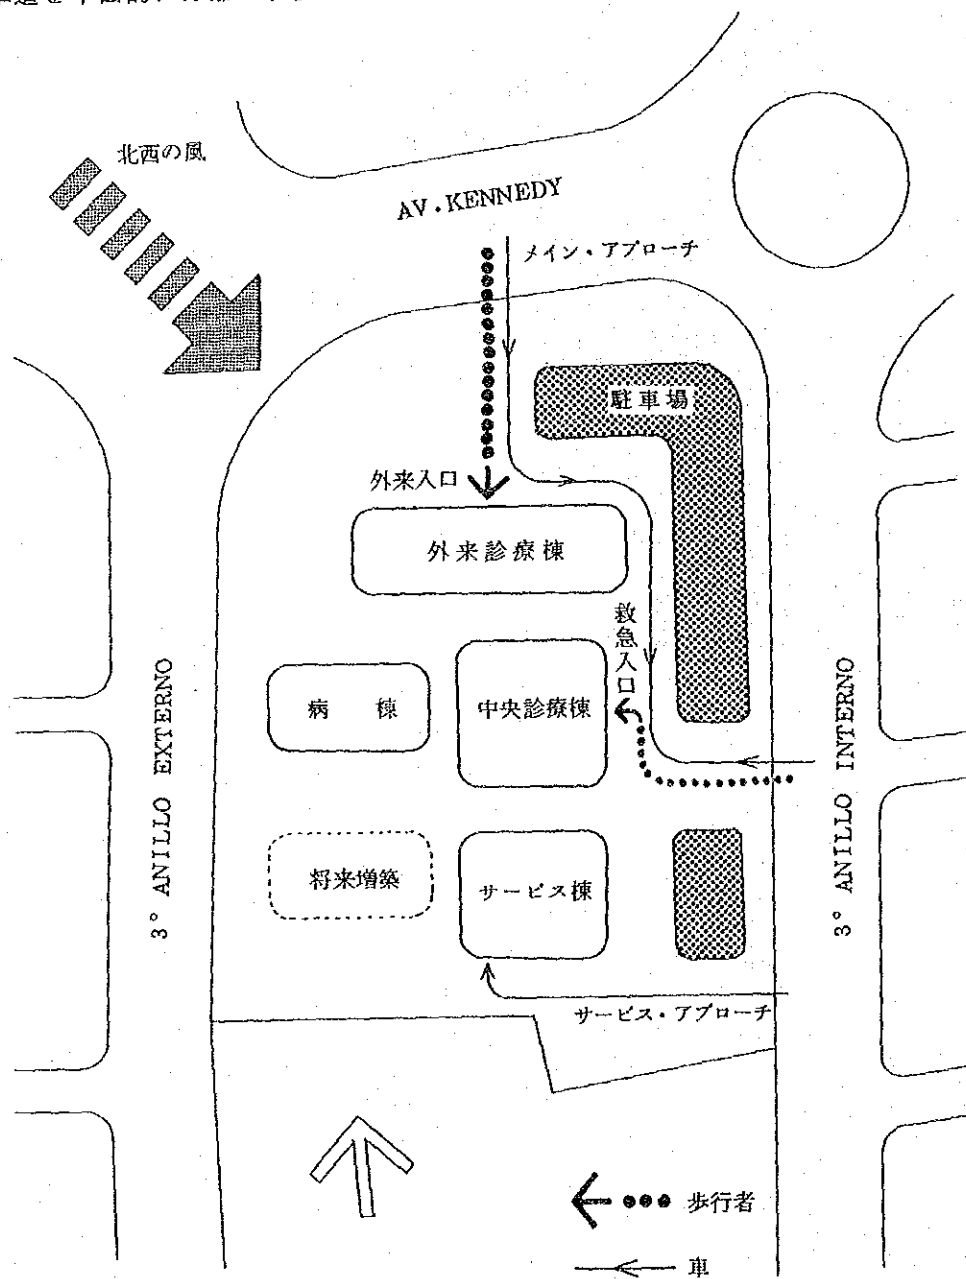 北西の風
AV.KENNEDY
メイン・アプローチ
駐車場
外来入口
外来診療棟
救急入口
病 棟
中央診療棟
3° ANILLO EXTERNO
3° ANILLO INTERNO
将来増築
サービス棟
サービス・アプローチ
歩行者
車